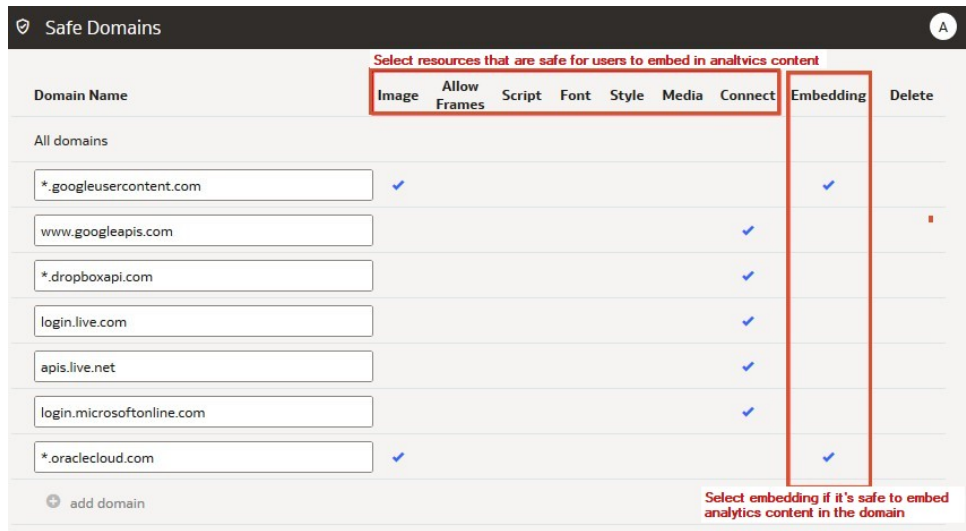 Safe Domains
A
Select resources that are safe for users to embed in analtvics content
Domain Name Image Allow Frames Script Font Style Media Connect Embedding Delete
All domains
*.googleusercontent.com
www.googleapis.com
*.dropboxapi.com
login.live.com
apis.live.net
login.microsoftonline.com
*.oraclecloud.com
add domain
Select embedding if it's safe to embed
analytics content in the domain